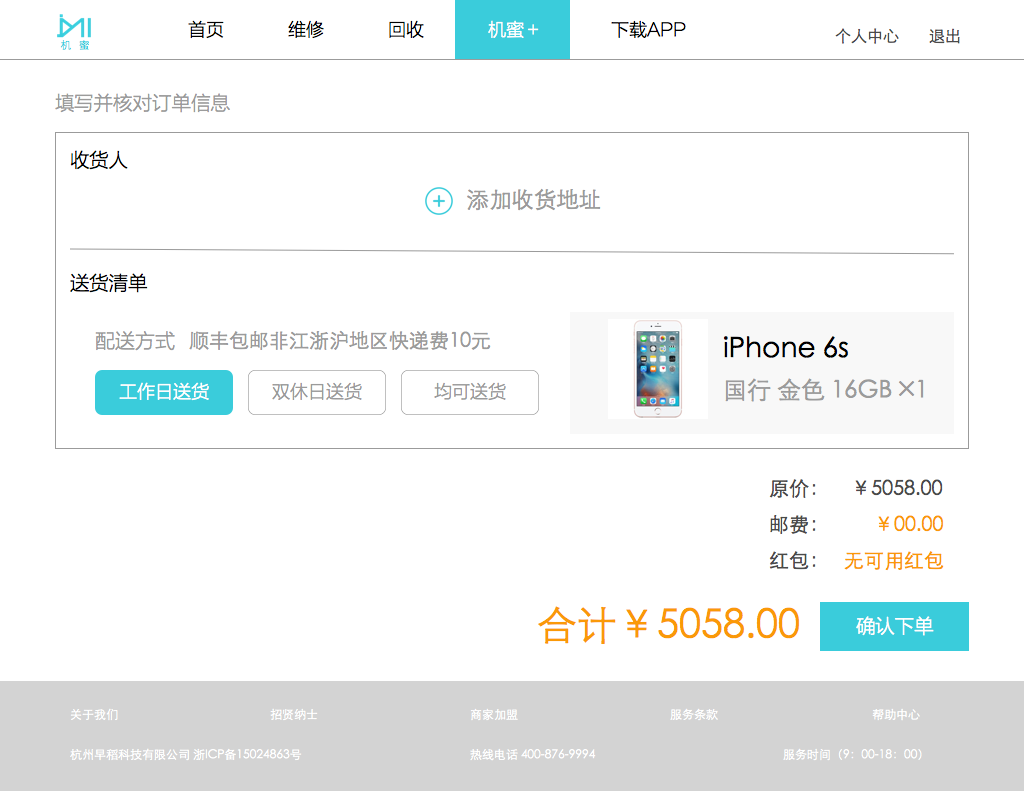 机蜜 首页 维修 回收 机蜜+ 下载APP 个人中心 退出
填写并核对订单信息
收货人
添加收货地址
送货清单
配送方式 顺丰包邮非江浙沪地区快递费10元
工作日送货 双休日送货 均可送货
iPhone 6s
国行 金色 16GB ×1
原价: ¥5058.00
邮费: ¥00.00
红包: 无可用红包
合计¥5058.00 确认下单
关于我们 招贤纳士 商家加盟 服务条款 帮助中心
杭州早稻科技有限公司 浙ICP备15024863号 热线电话 400-876-9994 服务时间(9:00-18:00)